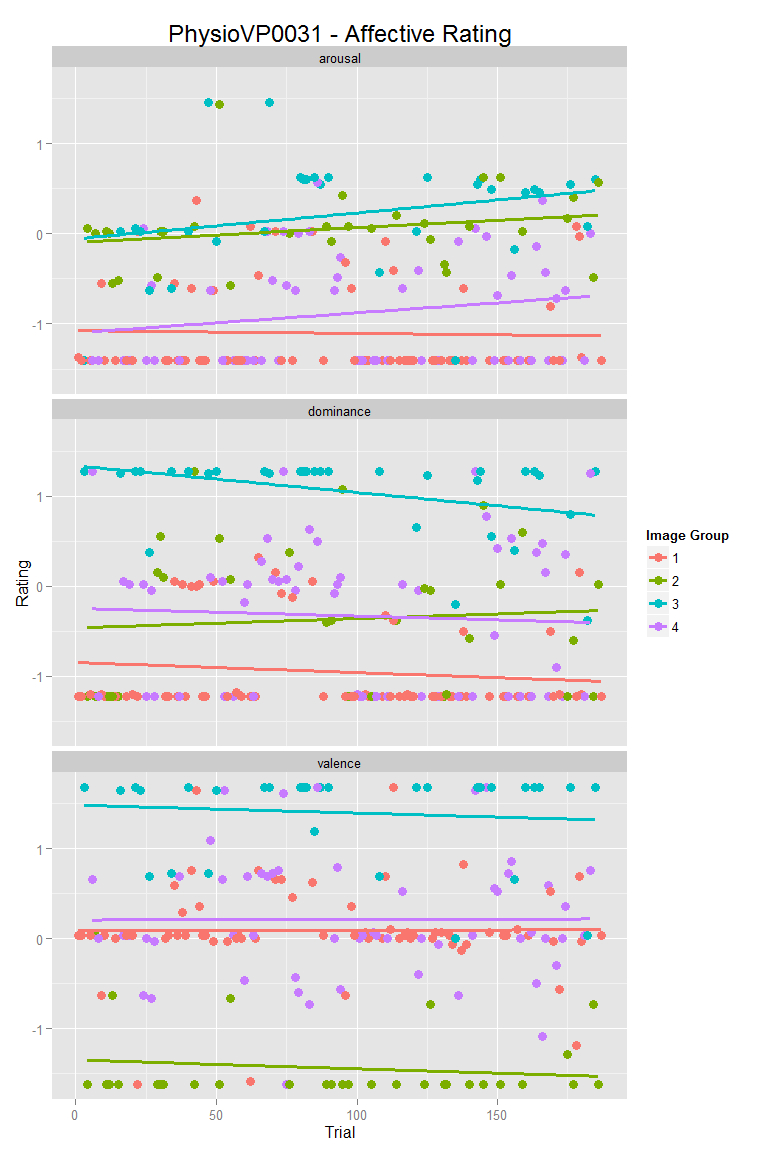 PhysioVP0031 - Affective Rating
arousal
1
0
-1
dominance
1
0
-1
valence
1
0
-1
0 50 100 150
Trial
Rating
Image Group
1
2
3
4